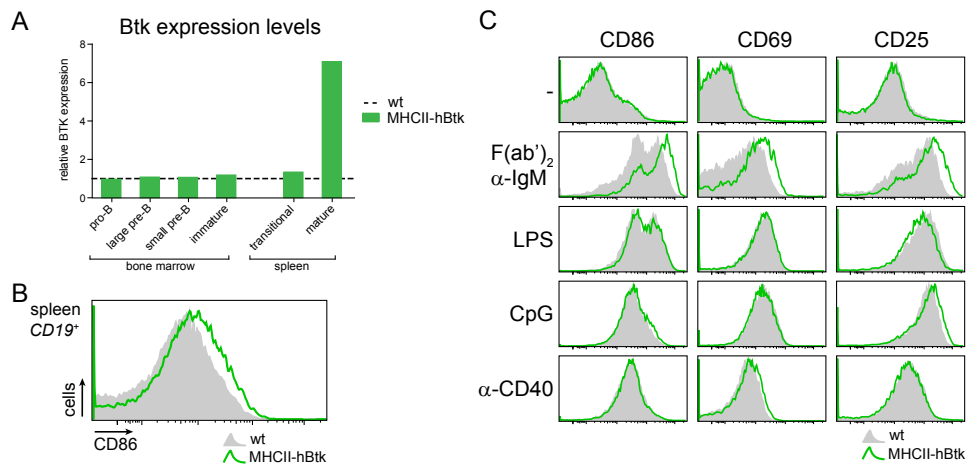 A
Btk expression levels
relative BTK expression
8
6
4
2
0
wt
MHCII-hBtk
pro-B
large pre-B
small pre-B
immature
transitional
mature
bone marrow
spleen
B
spleen
CD19⁺
cells
CD86
wt
MHCII-hBtk
C
CD86 CD69 CD25
-
F(ab')₂
α-IgM
LPS
CpG
α-CD40
wt
MHCII-hBtk